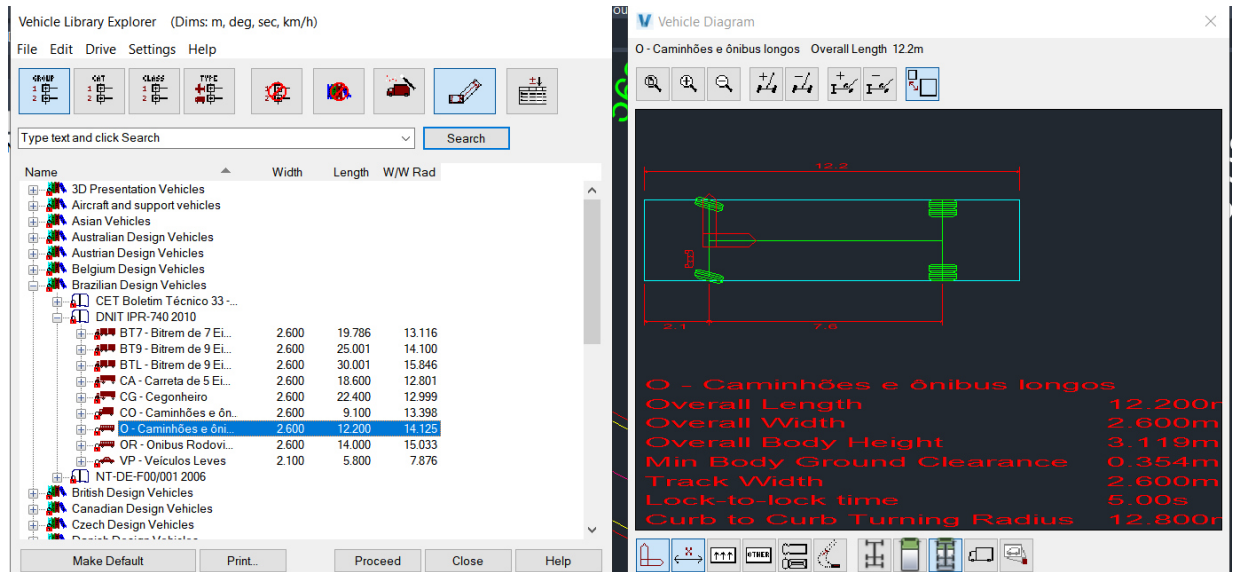 Vehicle Library Explorer (Dims: m, deg, sec, km/h)
File Edit Drive Settings Help
GROUP CAT CLASS TYPE
Type text and click Search
Search
Name Width Length W/W Rad
3D Presentation Vehicles
Aircraft and support vehicles
Asian Vehicles
Australian Design Vehicles
Austrian Design Vehicles
Belgium Design Vehicles
Brazilian Design Vehicles
CET Boletim Técnico 33 -...
DNIT IPR-740 2010
BT7 - Bitrem de 7 Ei... 2.600 19.786 13.116
BT9 - Bitrem de 9 Ei... 2.600 25.001 14.100
BTL - Bitrem de 9 Ei... 2.600 30.001 15.846
CA - Carreta de 5 Ei... 2.600 18.600 12.801
CG - Cegonheiro 2.600 22.400 12.999
CO - Caminhões e ôn.. 2.600 9.100 13.398
O - Caminhões e ôni... 2.600 12.200 14.125
OR - Onibus Rodovi... 2.600 14.000 15.033
VP - Veículos Leves 2.100 5.800 7.876
NT-DE-F00/001 2006
British Design Vehicles
Canadian Design Vehicles
Czech Design Vehicles
Make Default Print... Proceed Close Help
Vehicle Diagram
O - Caminhões e ônibus longos Overall Length 12.2m
12.2
2.1 7.6
O - Caminhões e ônibus longos
Overall Length 12.200m
Overall Width 2.600m
Overall Body Height 3.119m
Min Body Ground Clearance 0.354m
Track Width 2.600m
Lock-to-lock time 5.00s
Curb to Curb Turning Radius 12.800m
OTHER